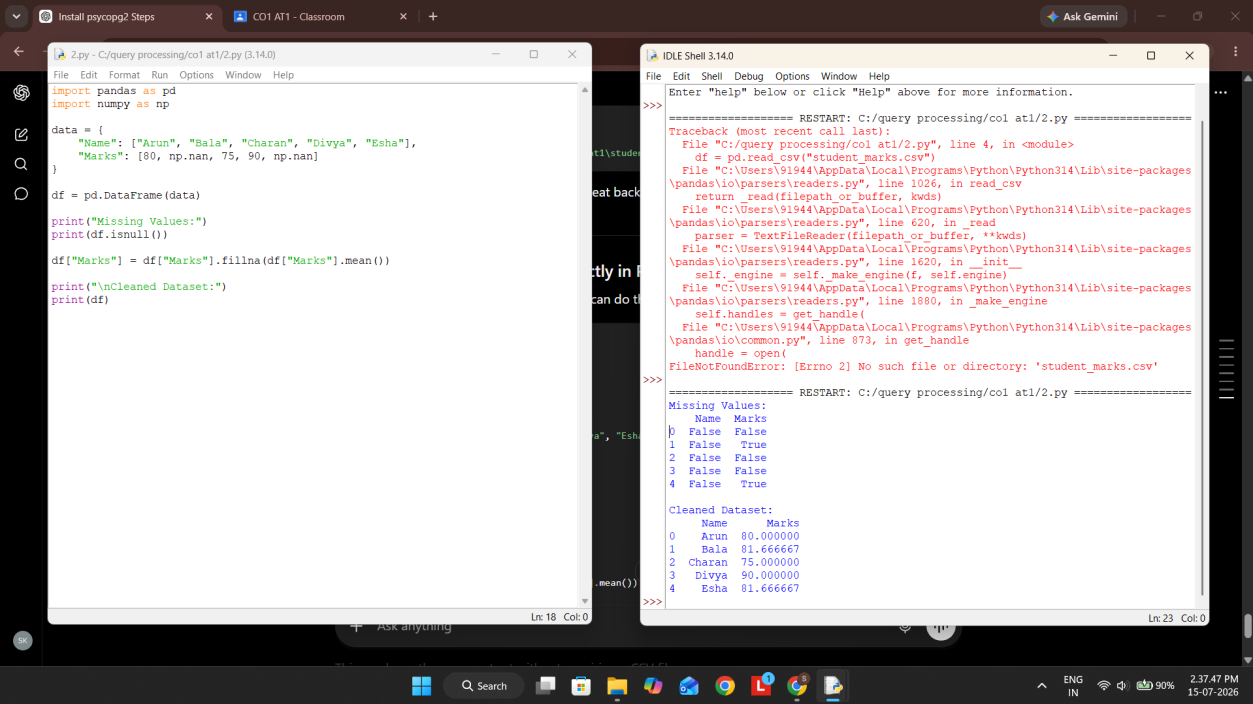 Install psycopg2 Steps
CO1 AT1 - Classroom
Ask Gemini
2.py - C:/query processing/co1 at1/2.py (3.14.0)
File Edit Format Run Options Window Help
import pandas as pd
import numpy as np
data = {
"Name": ["Arun", "Bala", "Charan", "Divya", "Esha"],
"Marks": [80, np.nan, 75, 90, np.nan]
}
df = pd.DataFrame(data)
print("Missing Values:")
print(df.isnull())
df["Marks"] = df["Marks"].fillna(df["Marks"].mean())
print("\nCleaned Dataset:")
print(df)
Ln: 18 Col: 0
at1\stude
eat back
ctly in
can do th
va", "Esha
].mean())
IDLE Shell 3.14.0
File Edit Shell Debug Options Window Help
Enter "help" below or click "Help" above for more information.
>>>
=================== RESTART: C:/query processing/co1 at1/2.py ==================
Traceback (most recent call last):
File "C:/query processing/co1 at1/2.py", line 4, in <module>
df = pd.read_csv("student_marks.csv")
File "C:\Users\91944\AppData\Local\Programs\Python\Python314\Lib\site-packages
\pandas\io\parsers\readers.py", line 1026, in read_csv
return _read(filepath_or_buffer, kwds)
File "C:\Users\91944\AppData\Local\Programs\Python\Python314\Lib\site-packages
\pandas\io\parsers\readers.py", line 620, in _read
parser = TextFileReader(filepath_or_buffer, **kwds)
File "C:\Users\91944\AppData\Local\Programs\Python\Python314\Lib\site-packages
\pandas\io\parsers\readers.py", line 1620, in __init__
self._engine = self._make_engine(f, self.engine)
File "C:\Users\91944\AppData\Local\Programs\Python\Python314\Lib\site-packages
\pandas\io\parsers\readers.py", line 1880, in _make_engine
self.handles = get_handle(
File "C:\Users\91944\AppData\Local\Programs\Python\Python314\Lib\site-packages
\pandas\io\common.py", line 873, in get_handle
handle = open(
FileNotFoundError: [Errno 2] No such file or directory: 'student_marks.csv'
>>>
=================== RESTART: C:/query processing/co1 at1/2.py ==================
Missing Values:
Name Marks
0 False False
1 False True
2 False False
3 False False
4 False True
Cleaned Dataset:
Name Marks
0 Arun 80.000000
1 Bala 81.666667
2 Charan 75.000000
3 Divya 90.000000
4 Esha 81.666667
>>>
Ln: 23 Col: 0
Ask anything
SK
Search
1
S
ENG
IN
90%
2.37.47 PM
15-07-2026